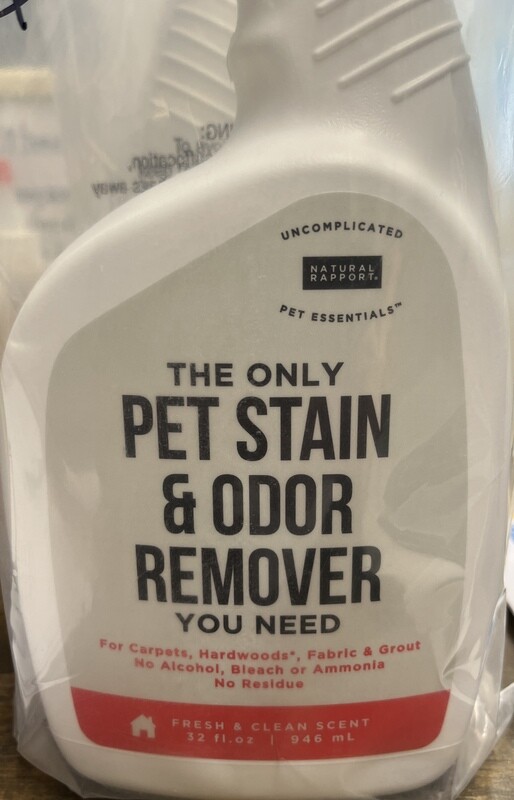 UNCOMPLICATED
NATURAL
RAPPORT®
PET ESSENTIALS™
THE ONLY
PET STAIN
& ODOR
REMOVER
YOU NEED
For Carpets, Hardwoods*, Fabric & Grout
No Alcohol, Bleach or Ammonia
No Residue
FRESH & CLEAN SCENT
32 fl.oz | 946 mL